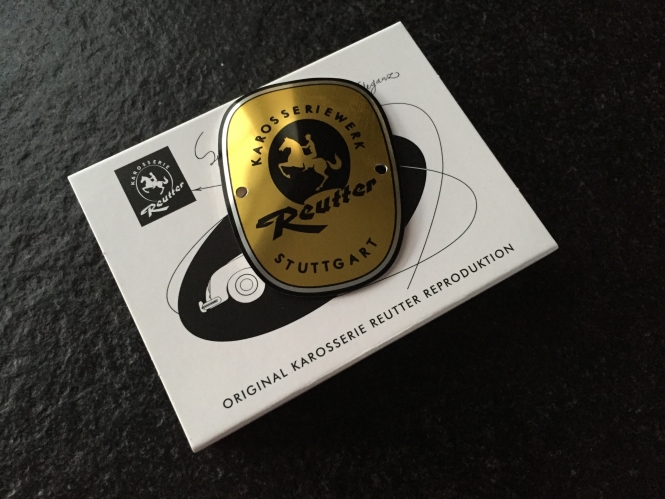 KAROSSERIEWERK
Reutter
STUTTGART
KAROSSERIE
Reutter
ORIGINAL KAROSSERIE REUTTER REPRODUKTION